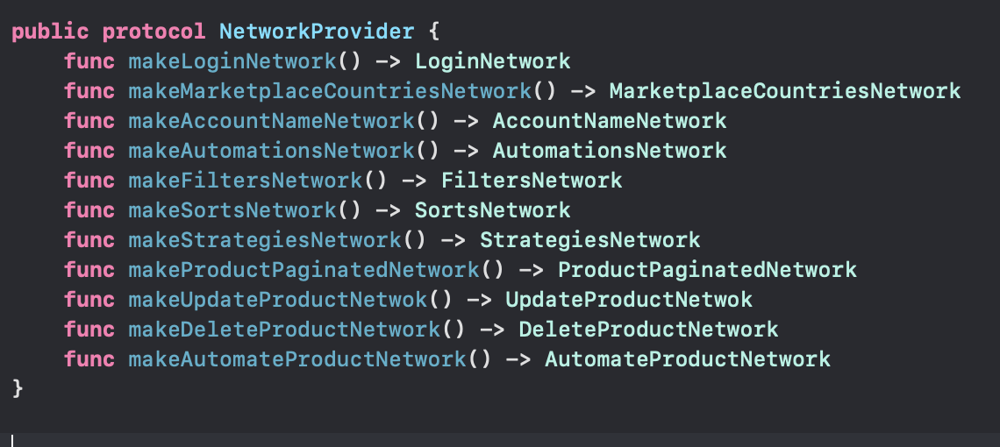 public protocol NetworkProvider {
    func makeLoginNetwork() -> LoginNetwork
    func makeMarketplaceCountriesNetwork() -> MarketplaceCountriesNetwork
    func makeAccountNameNetwork() -> AccountNameNetwork
    func makeAutomationsNetwork() -> AutomationsNetwork
    func makeFiltersNetwork() -> FiltersNetwork
    func makeSortsNetwork() -> SortsNetwork
    func makeStrategiesNetwork() -> StrategiesNetwork
    func makeProductPaginatedNetwork() -> ProductPaginatedNetwork
    func makeUpdateProductNetwok() -> UpdateProductNetwok
    func makeDeleteProductNetwork() -> DeleteProductNetwork
    func makeAutomateProductNetwork() -> AutomateProductNetwork
}